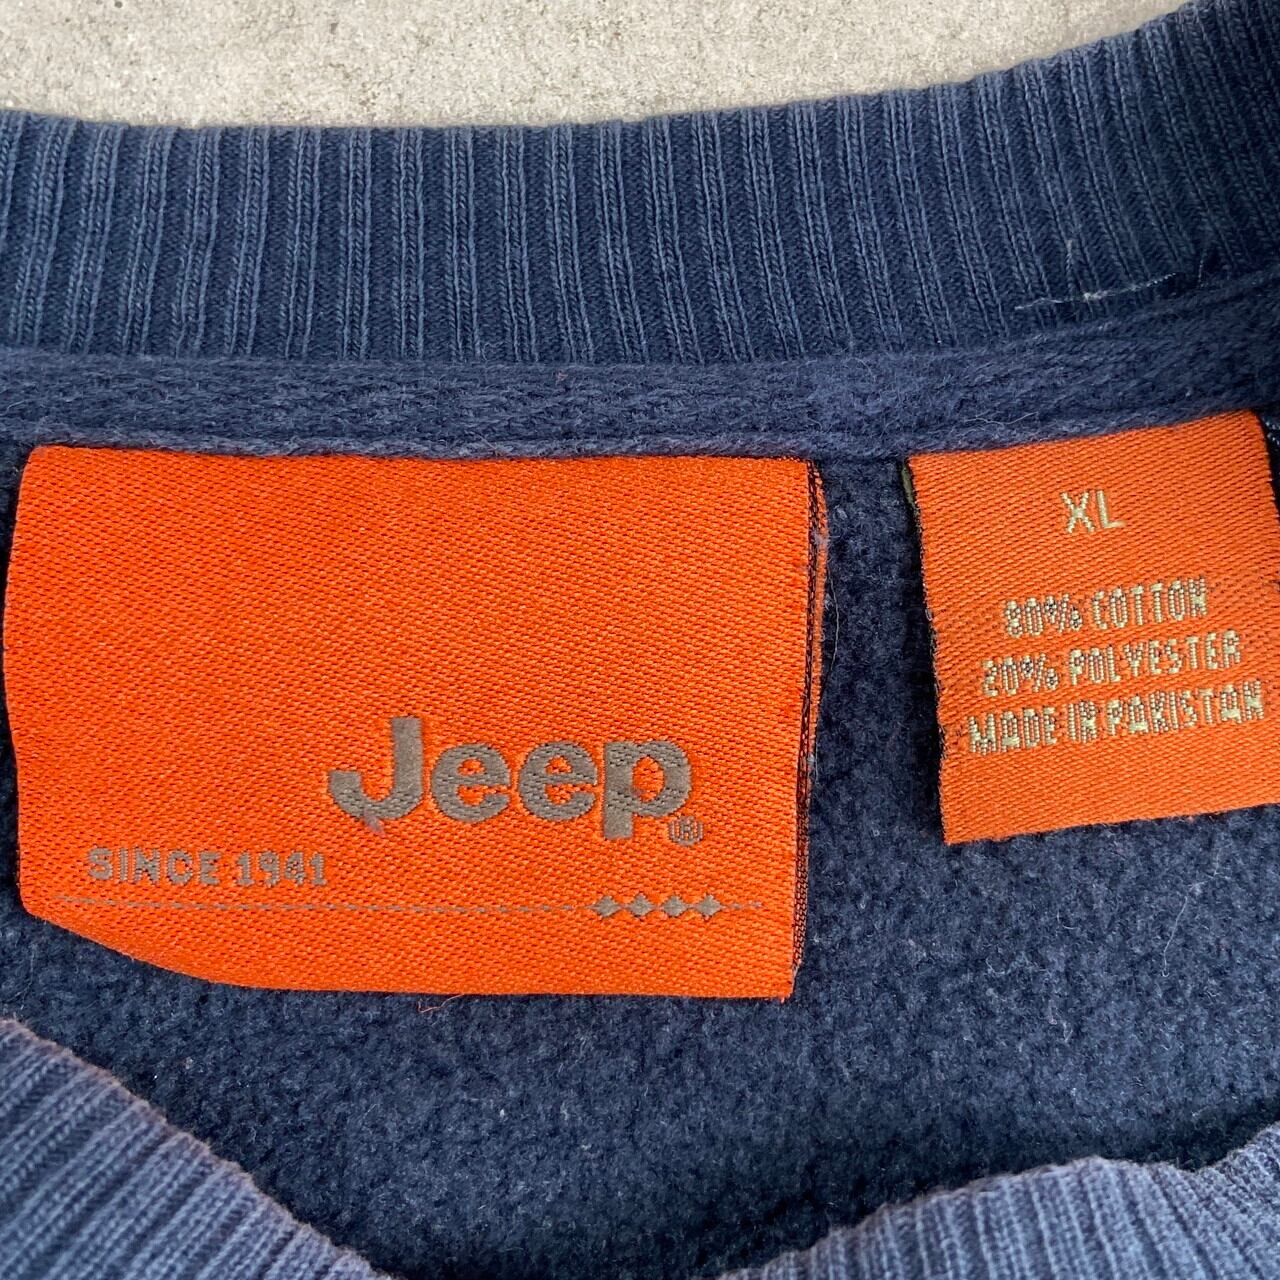 Jeep®
SINCE 1941
XL
80% COTTON
20% POLYESTER
MADE IN PAKISTAN